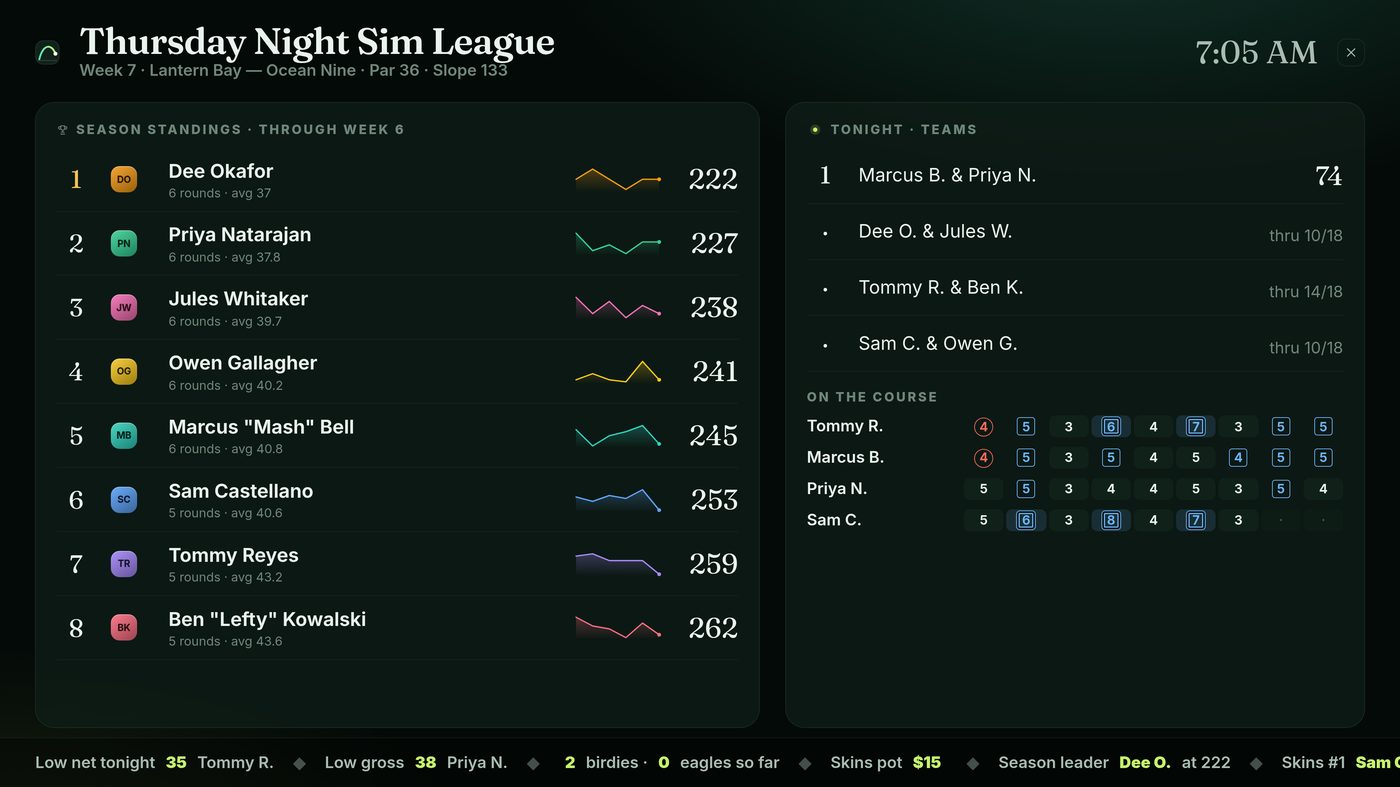 Thursday Night Sim League
Week 7 · Lantern Bay — Ocean Nine · Par 36 · Slope 133
7:05 AM
SEASON STANDINGS · THROUGH WEEK 6
1 DO Dee Okafor 222
6 rounds · avg 37
2 PN Priya Natarajan 227
6 rounds · avg 37.8
3 JW Jules Whitaker 238
6 rounds · avg 39.7
4 OG Owen Gallagher 241
6 rounds · avg 40.2
5 MB Marcus "Mash" Bell 245
6 rounds · avg 40.8
6 SC Sam Castellano 253
5 rounds · avg 40.6
7 TR Tommy Reyes 259
5 rounds · avg 43.2
8 BK Ben "Lefty" Kowalski 262
5 rounds · avg 43.6
TONIGHT · TEAMS
1 Marcus B. & Priya N. 74
· Dee O. & Jules W. thru 10/18
· Tommy R. & Ben K. thru 14/18
· Sam C. & Owen G. thru 10/18
ON THE COURSE
Tommy R. 4 5 3 6 4 7 3 5 5
Marcus B. 4 5 3 5 4 5 4 5 5
Priya N. 5 5 3 4 4 5 3 5 4
Sam C. 5 6 3 8 4 7 3 · ·
Low net tonight 35 Tommy R. ◆ Low gross 38 Priya N. ◆ 2 birdies · 0 eagles so far ◆ Skins pot $15 ◆ Season leader Dee O. at 222 ◆ Skins #1 Sam